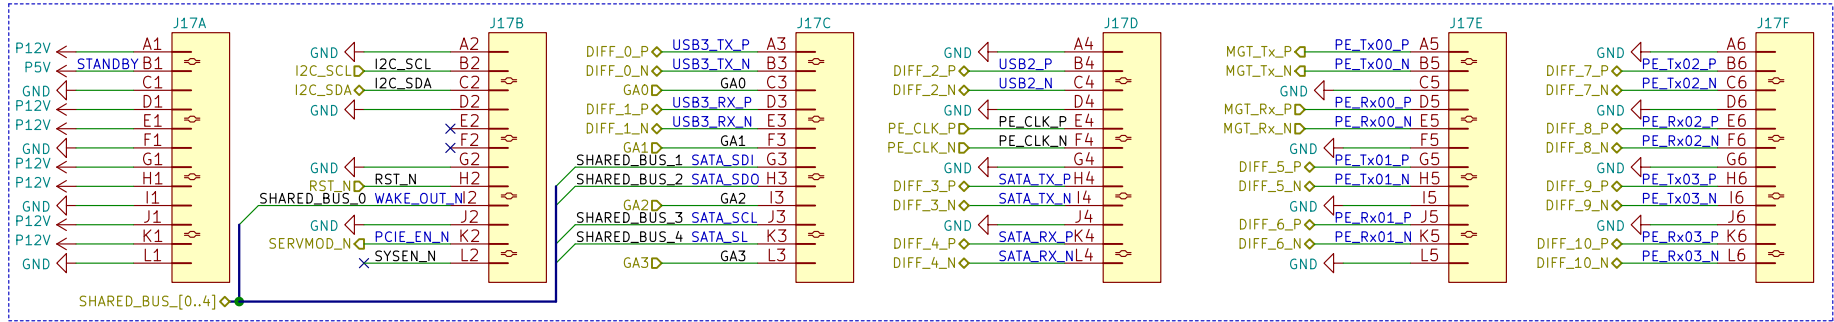 J17A
P12V A1
P5V STANDBY B1
GND C1
P12V D1
P12V E1
GND F1
P12V G1
P12V H1
GND I1
P12V J1
P12V K1
GND L1
SHARED_BUS_[0..4]
J17B
GND A2
I2C_SCL I2C_SCL B2
I2C_SDA I2C_SDA C2
GND D2
E2
F2
GND G2
RST_N RST_N H2
SHARED_BUS_0 WAKE_OUT_N I2
GND J2
SERVMOD_N PCIE_EN_N K2
SYSEN_N L2
J17C
DIFF_0_P USB3_TX_P A3
DIFF_0_N USB3_TX_N B3
GA0 GA0 C3
DIFF_1_P USB3_RX_P D3
DIFF_1_N USB3_RX_N E3
GA1 GA1 F3
SHARED_BUS_1 SATA_SDI G3
SHARED_BUS_2 SATA_SDO H3
GA2 GA2 I3
SHARED_BUS_3 SATA_SCL J3
SHARED_BUS_4 SATA_SL K3
GA3 GA3 L3
J17D
GND A4
DIFF_2_P USB2_P B4
DIFF_2_N USB2_N C4
GND D4
PE_CLK_P PE_CLK_P E4
PE_CLK_N PE_CLK_N F4
GND G4
DIFF_3_P SATA_TX_P H4
DIFF_3_N SATA_TX_N I4
GND J4
DIFF_4_P SATA_RX_P K4
DIFF_4_N SATA_RX_N L4
J17E
MGT_Tx_P PE_Tx00_P A5
MGT_Tx_N PE_Tx00_N B5
GND C5
MGT_Rx_P PE_Rx00_P D5
MGT_Rx_N PE_Rx00_N E5
GND F5
DIFF_5_P PE_Tx01_P G5
DIFF_5_N PE_Tx01_N H5
GND I5
DIFF_6_P PE_Rx01_P J5
DIFF_6_N PE_Rx01_N K5
GND L5
J17F
GND A6
DIFF_7_P PE_Tx02_P B6
DIFF_7_N PE_Tx02_N C6
GND D6
DIFF_8_P PE_Rx02_P E6
DIFF_8_N PE_Rx02_N F6
GND G6
DIFF_9_P PE_Tx03_P H6
DIFF_9_N PE_Tx03_N I6
GND J6
DIFF_10_P PE_Rx03_P K6
DIFF_10_N PE_Rx03_N L6